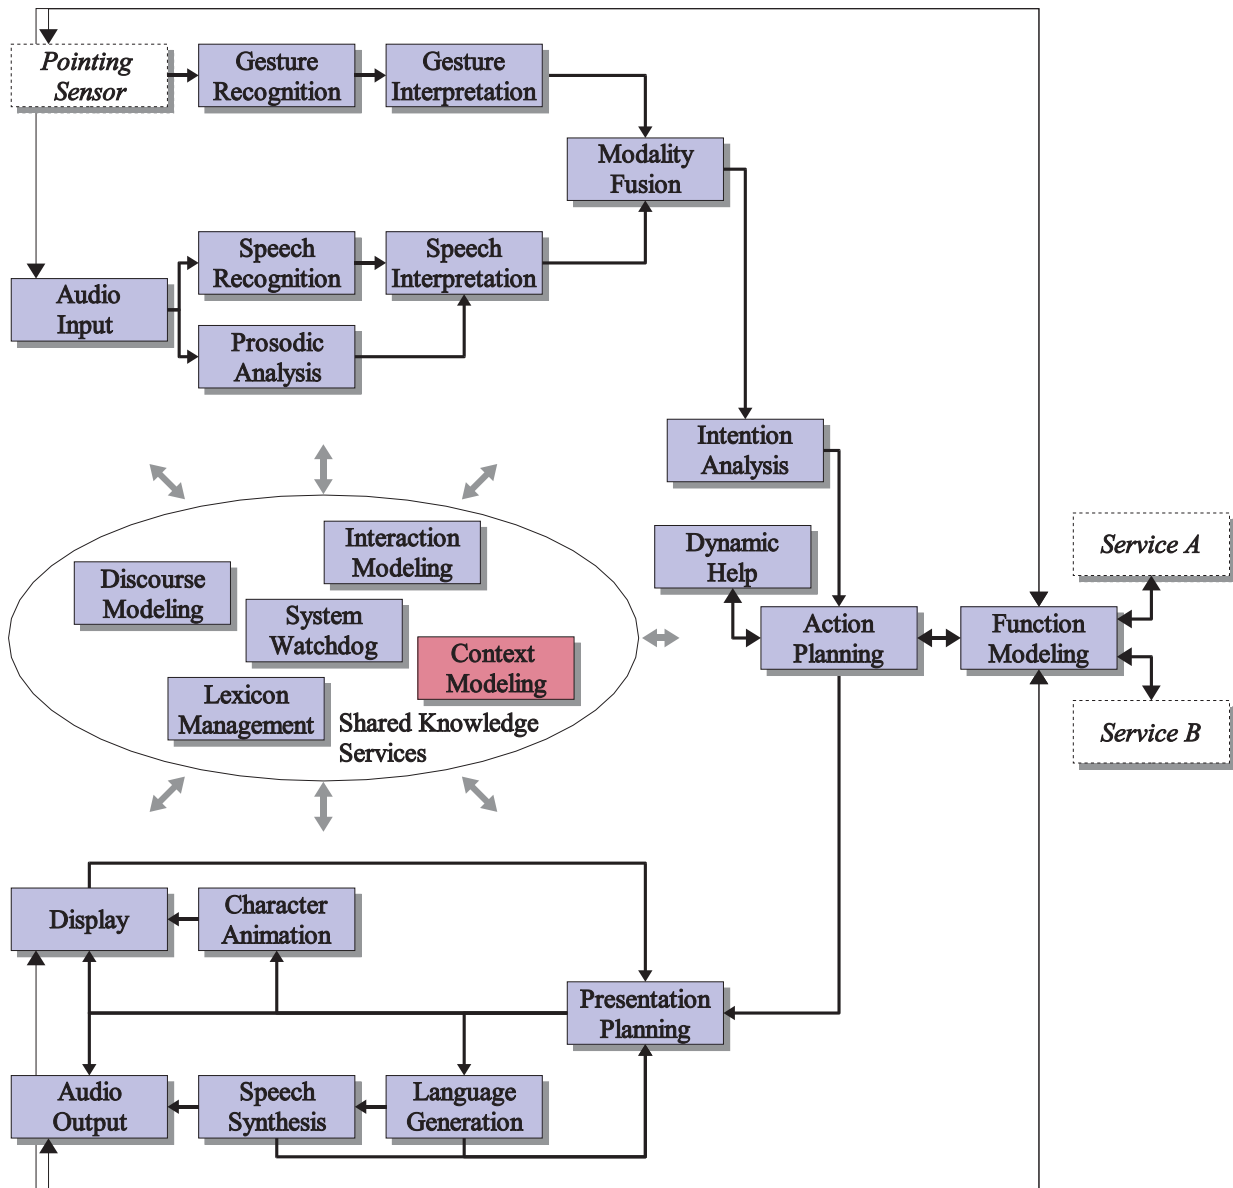 Pointing
Sensor
Gesture
Recognition
Gesture
Interpretation
Modality
Fusion
Speech
Recognition
Speech
Interpretation
Audio
Input
Prosodic
Analysis
Intention
Analysis
Interaction
Modeling
Discourse
Modeling
System
Watchdog
Context
Modeling
Lexicon
Management
Shared Knowledge
Services
Dynamic
Help
Action
Planning
Function
Modeling
Service A
Service B
Display
Character
Animation
Presentation
Planning
Audio
Output
Speech
Synthesis
Language
Generation